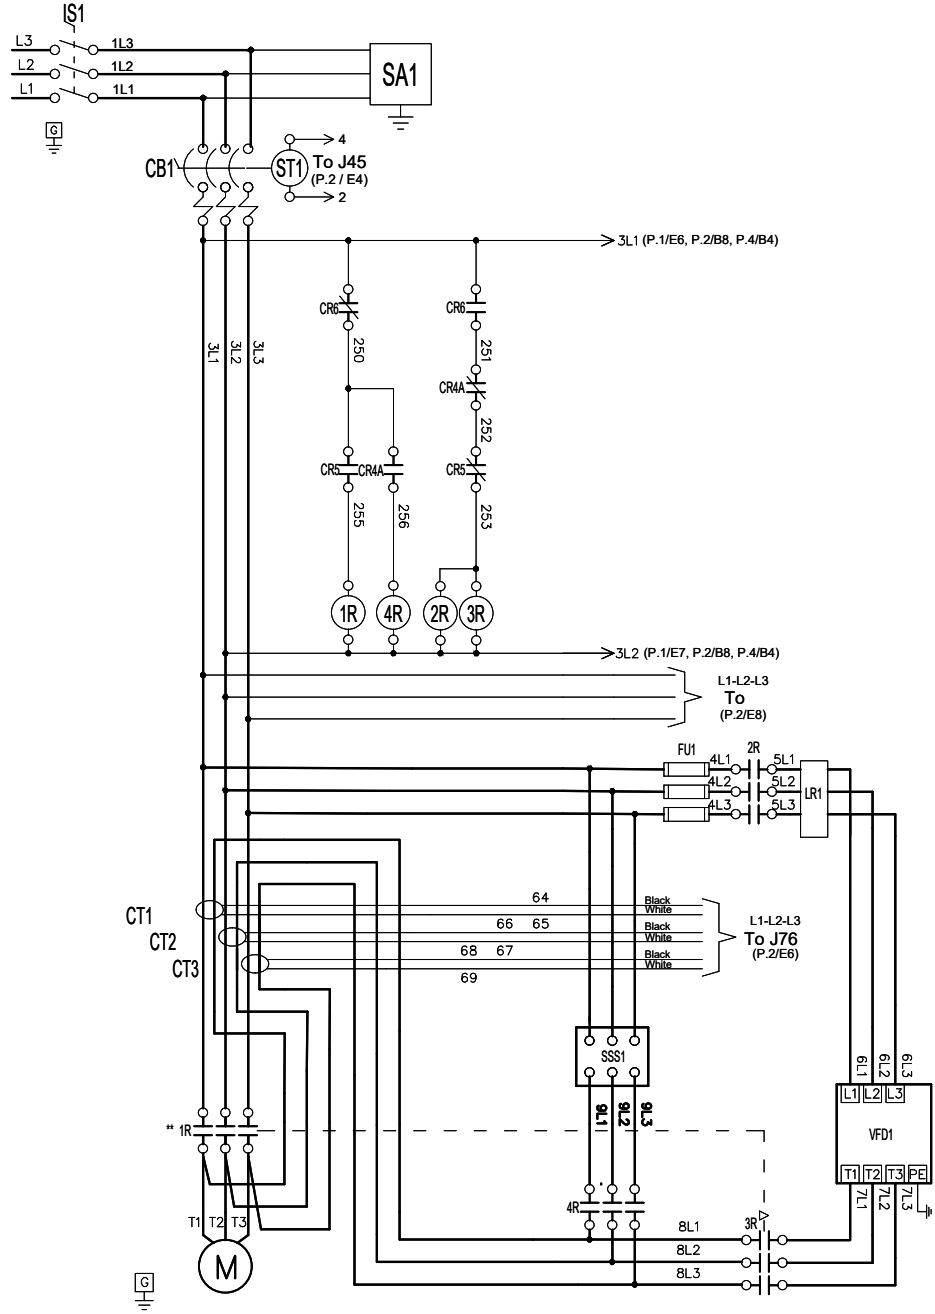 IS1
L3 1L3
L2 1L2
L1 1L1
SA1
G
CB1
ST1
4
To J45
(P.2 / E4)
2
3L1 (P.1/E6, P.2/B8, P.4/B4)
CR6 CR6
3L1 3L2 3L3 250 251
CR4A
252
CR5 CR4A CR5
255 256 253
1R 4R 2R 3R
3L2 (P.1/E7, P.2/B8, P.4/B4)
L1-L2-L3
To
(P.2/E8)
FU1 2R
4L1 5L1
4L2 5L2
4L3 5L3
LR1
CT1
CT2
CT3
64
66 65
68 67
69
Black
White
Black
White
Black
White
L1-L2-L3
To J76
(P.2/E6)
SSS1
6L1 6L2 6L3
L1 L2 L3
VFD1
T1 T2 T3 PE
9L1 9L2 9L3
** 1R
7L1 7L2 7L3
4R
T1 T2 T3
8L1 3R
8L2
8L3
M
G